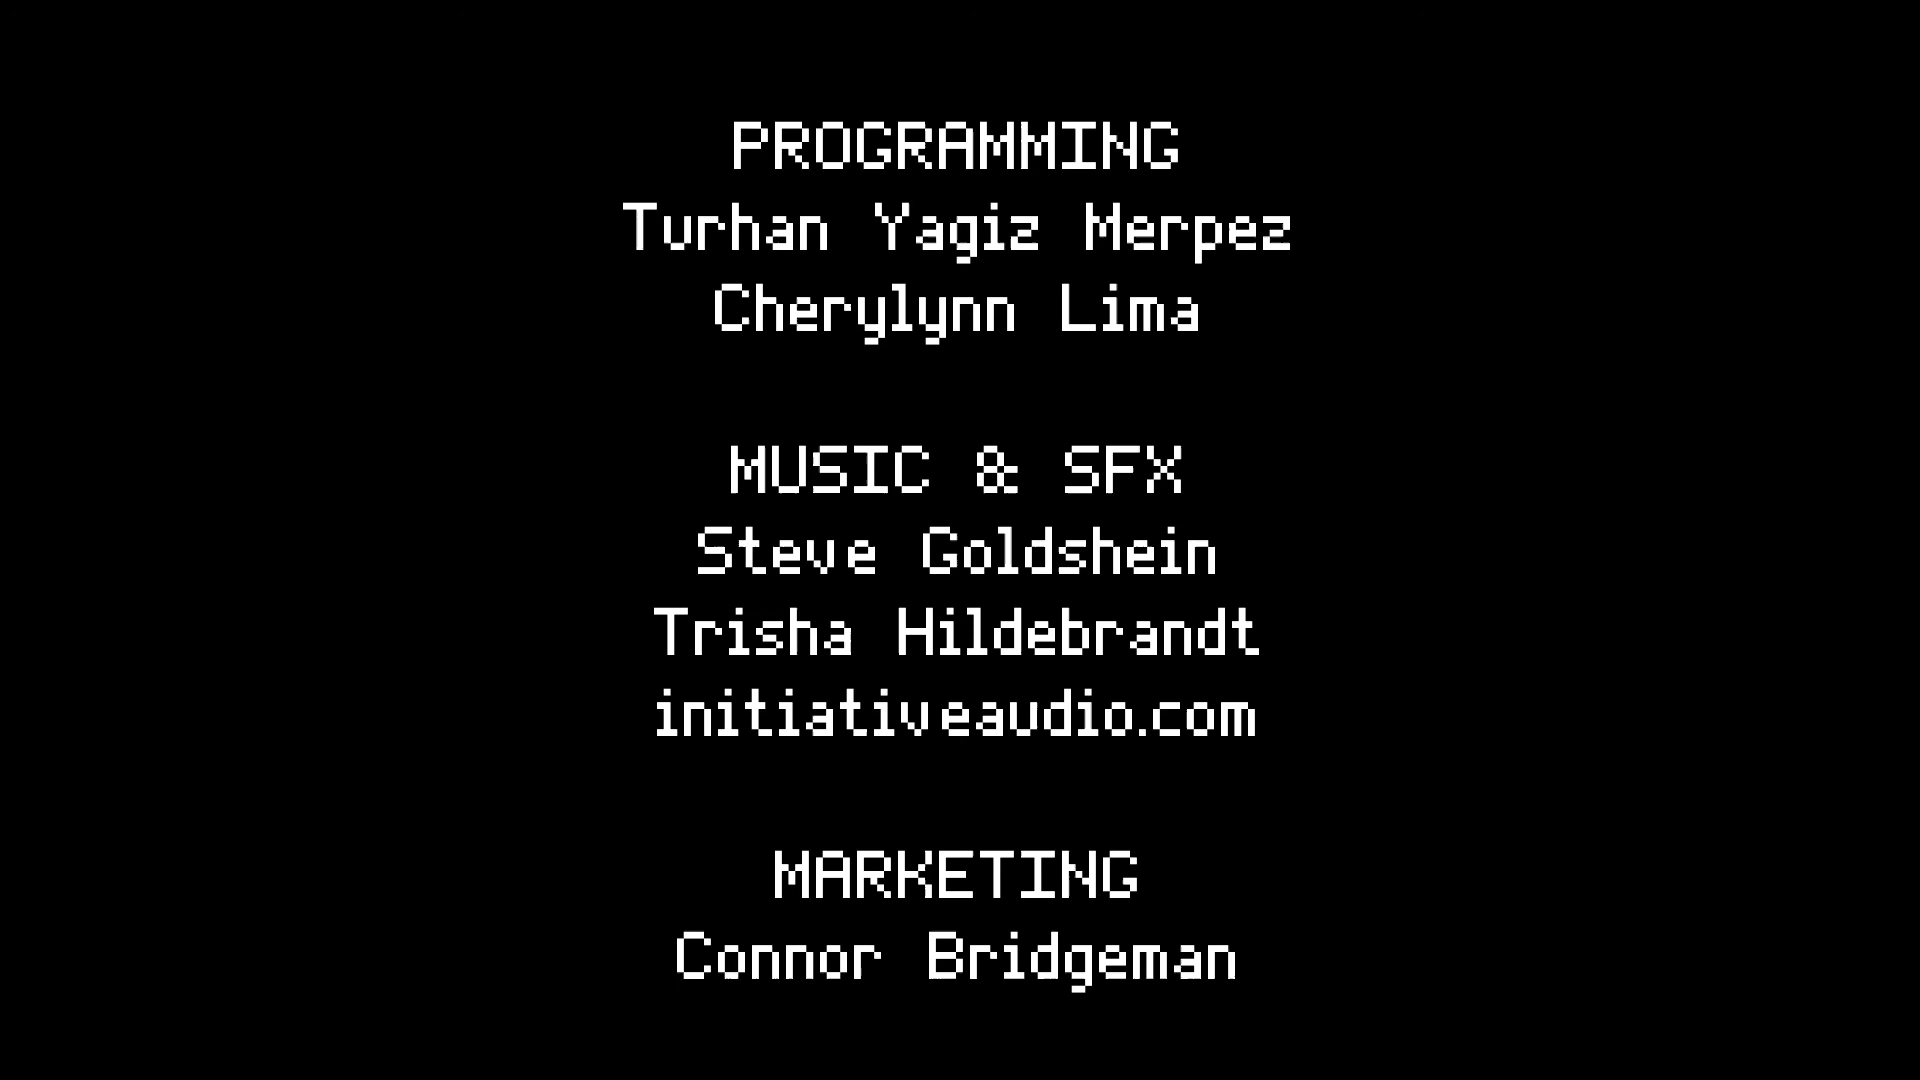 PROGRAMMING
Turhan Yagiz Merpez
Cherylynn Lima
MUSIC & SFX
Steve Goldshein
Trisha Hildebrandt
initiativeaudio.com
MARKETING
Connor Bridgeman